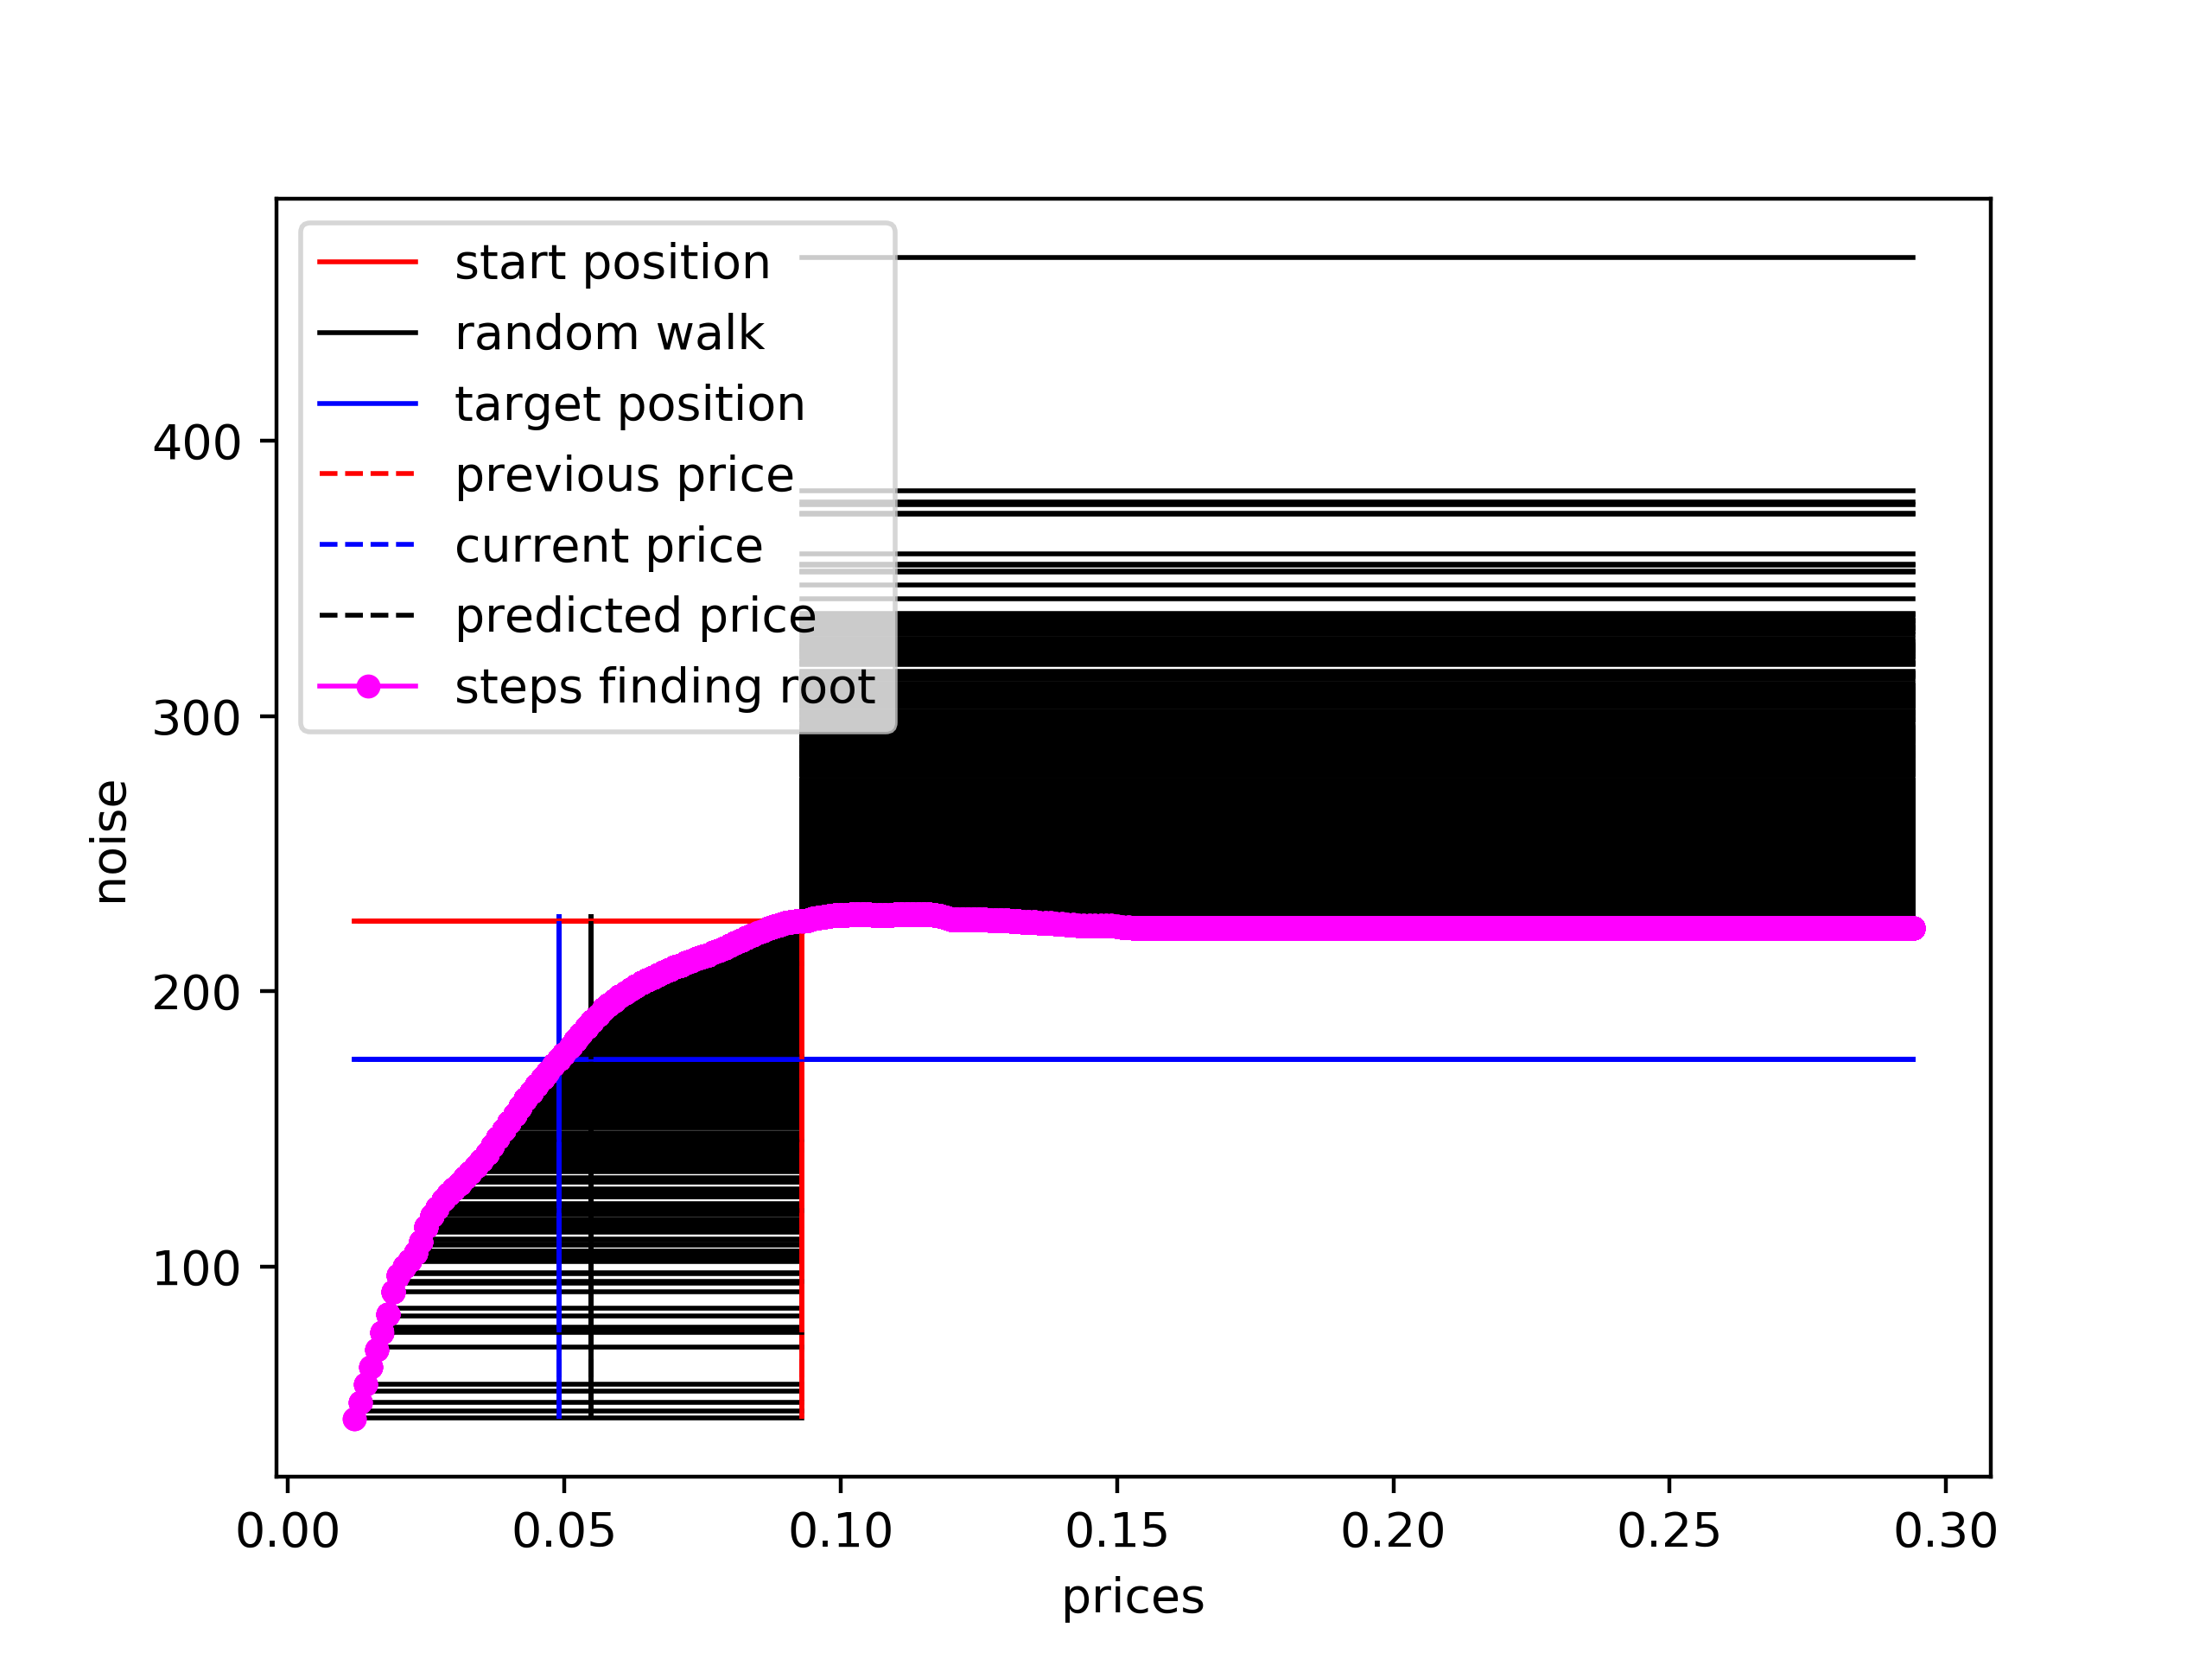 start position
random walk
target position
previous price
current price
predicted price
steps finding root
noise
400
300
200
100
0.00 0.05 0.10 0.15 0.20 0.25 0.30
prices